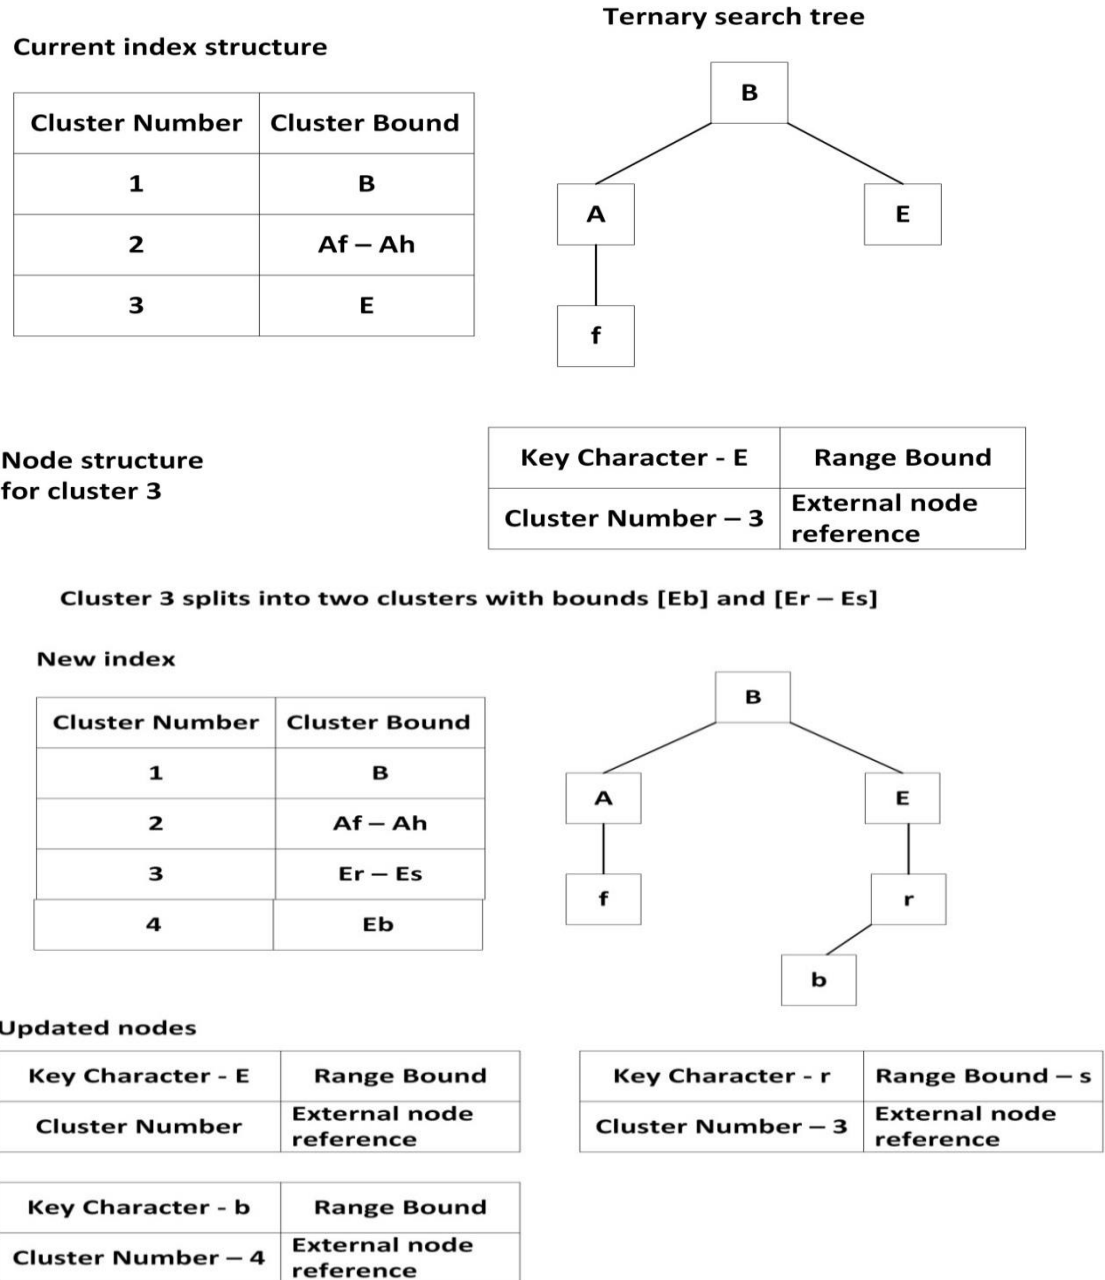 Ternary search tree
Current index structure
Cluster Number Cluster Bound
1 B
2 Af – Ah
3 E
B
A E
f
Node structure
for cluster 3
Key Character - E Range Bound
Cluster Number – 3 External node
reference
Cluster 3 splits into two clusters with bounds [Eb] and [Er – Es]
New index
Cluster Number Cluster Bound
1 B
2 Af – Ah
3 Er – Es
4 Eb
B
A E
f r
b
Updated nodes
Key Character - E Range Bound
Cluster Number External node
reference
Key Character - r Range Bound – s
Cluster Number – 3 External node
reference
Key Character - b Range Bound
Cluster Number – 4 External node
reference